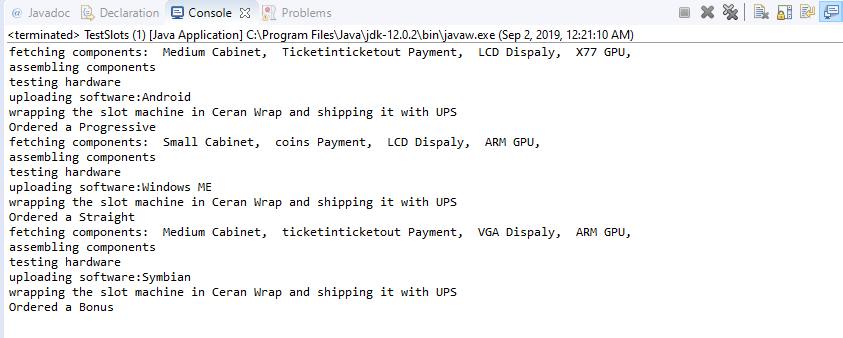 @ Javadoc Declaration Console Problems
<terminated> TestSlots (1) [Java Application] C:\Program Files\Java\jdk-12.0.2\bin\javaw.exe (Sep 2, 2019, 12:21:10 AM)
fetching components:  Medium Cabinet,  Ticketinticketout Payment,  LCD Dispaly,  X77 GPU,
assembling components
testing hardware
uploading software:Android
wrapping the slot machine in Ceran Wrap and shipping it with UPS
Ordered a Progressive
fetching components:  Small Cabinet,  coins Payment,  LCD Dispaly,  ARM GPU,
assembling components
testing hardware
uploading software:Windows ME
wrapping the slot machine in Ceran Wrap and shipping it with UPS
Ordered a Straight
fetching components:  Medium Cabinet,  ticketinticketout Payment,  VGA Dispaly,  ARM GPU,
assembling components
testing hardware
uploading software:Symbian
wrapping the slot machine in Ceran Wrap and shipping it with UPS
Ordered a Bonus